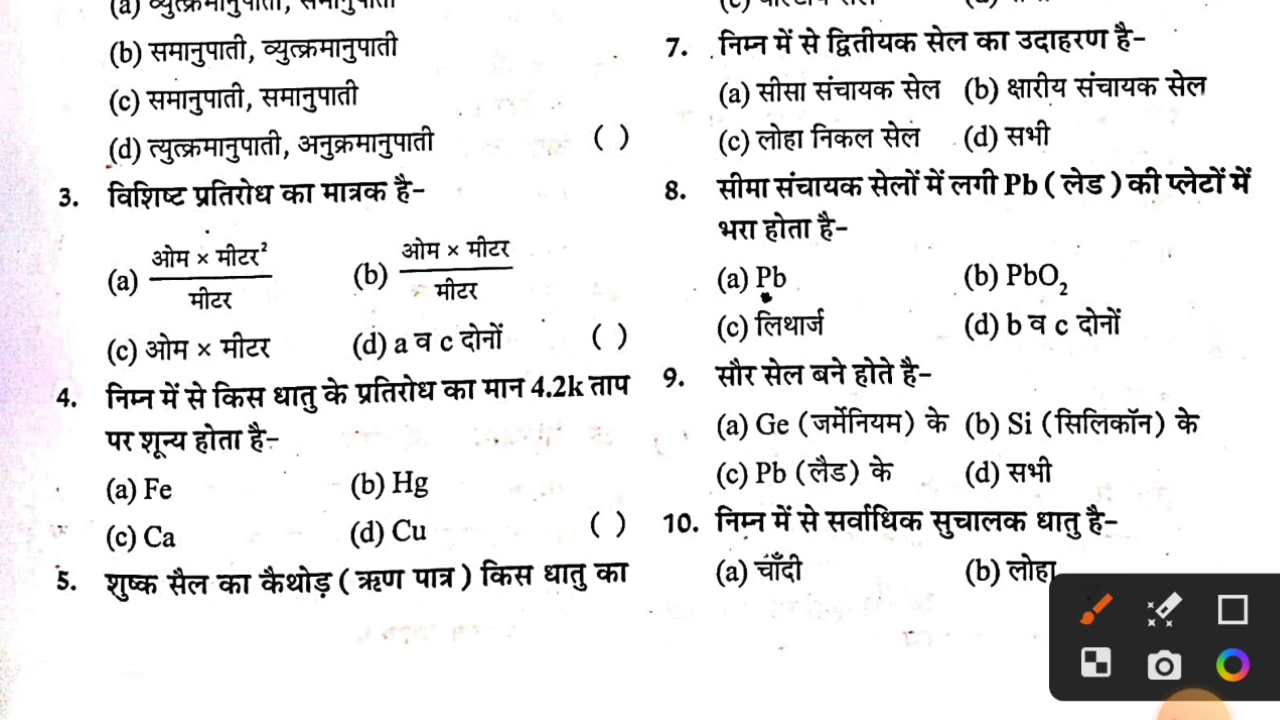 (a) व्युत्क्रमानुपाती, समानुपाती
(b) समानुपाती, व्युत्क्रमानुपाती
(c) समानुपाती, समानुपाती
(d) त्युत्क्रमानुपाती, अनुक्रमानुपाती ( )
3. विशिष्ट प्रतिरोध का मात्रक है-
(a) ओम × मीटर² / मीटर (b) ओम × मीटर / मीटर
(c) ओम × मीटर (d) a व c दोनों ( )
4. निम्न में से किस धातु के प्रतिरोध का मान 4.2k ताप
पर शून्य होता है-
(a) Fe (b) Hg
(c) Ca (d) Cu ( )
5. शुष्क सैल का कैथोड़ ( ऋण पात्र ) किस धातु का
7. निम्न में से द्वितीयक सेल का उदाहरण है-
(a) सीसा संचायक सेल (b) क्षारीय संचायक सेल
(c) लोहा निकल सेल (d) सभी
8. सीमा संचायक सेलों में लगी Pb ( लेड ) की प्लेटों में
भरा होता है-
(a) Pb (b) PbO₂
(c) लिथार्ज (d) b व c दोनों
9. सौर सेल बने होते है-
(a) Ge (जर्मेनियम) के (b) Si (सिलिकॉन) के
(c) Pb (लैड) के (d) सभी
10. निम्न में से सर्वाधिक सुचालक धातु है-
(a) चाँदी (b) लोहा